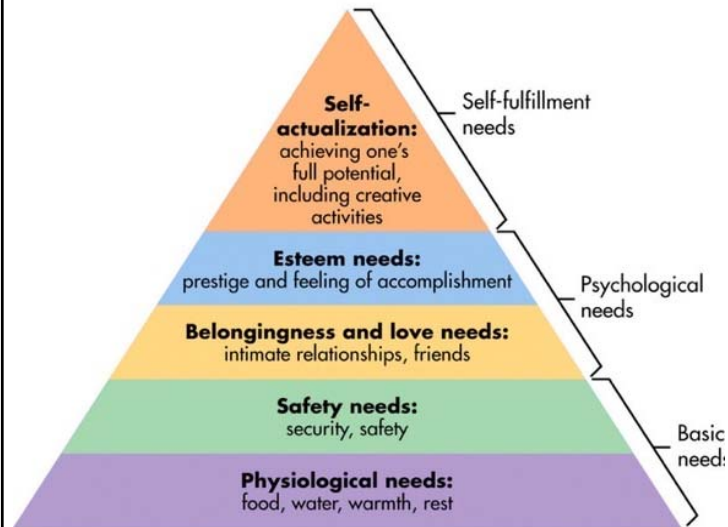 Self-
actualization:
achieving one's
full potential,
including creative
activities
Self-fulfillment
needs
Esteem needs:
prestige and feeling of accomplishment
Belongingness and love needs:
intimate relationships, friends
Psychological
needs
Safety needs:
security, safety
Physiological needs:
food, water, warmth, rest
Basic
needs